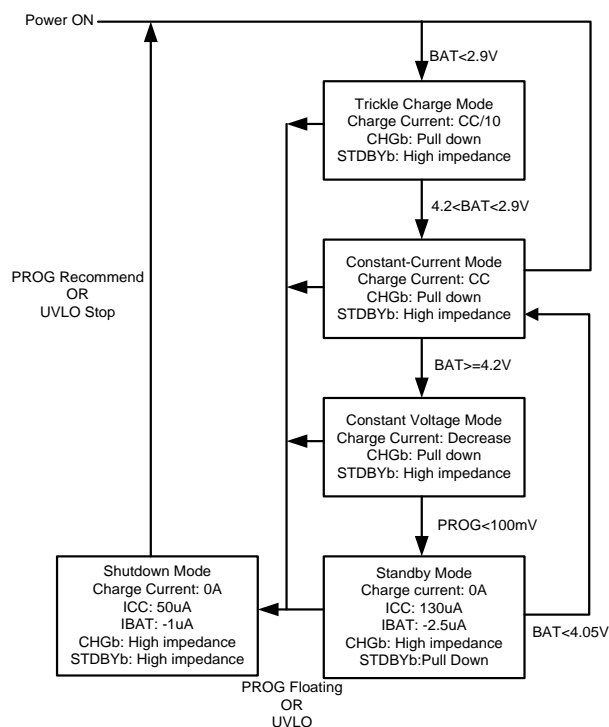 Power ON
BAT<2.9V
Trickle Charge Mode
Charge Current: CC/10
CHGb: Pull down
STDBYb: High impedance
4.2<BAT<2.9V
Constant-Current Mode
Charge Current: CC
CHGb: Pull down
STDBYb: High impedance
PROG Recommend
OR
UVLO Stop
BAT>=4.2V
Constant Voltage Mode
Charge Current: Decrease
CHGb: Pull down
STDBYb: High impedance
PROG<100mV
Shutdown Mode
Charge Current: 0A
ICC: 50uA
IBAT: -1uA
CHGb: High impedance
STDBYb: High impedance
Standby Mode
Charge current: 0A
ICC: 130uA
IBAT: -2.5uA
CHGb: High impedance
STDBYb:Pull Down
BAT<4.05V
PROG Floating
OR
UVLO